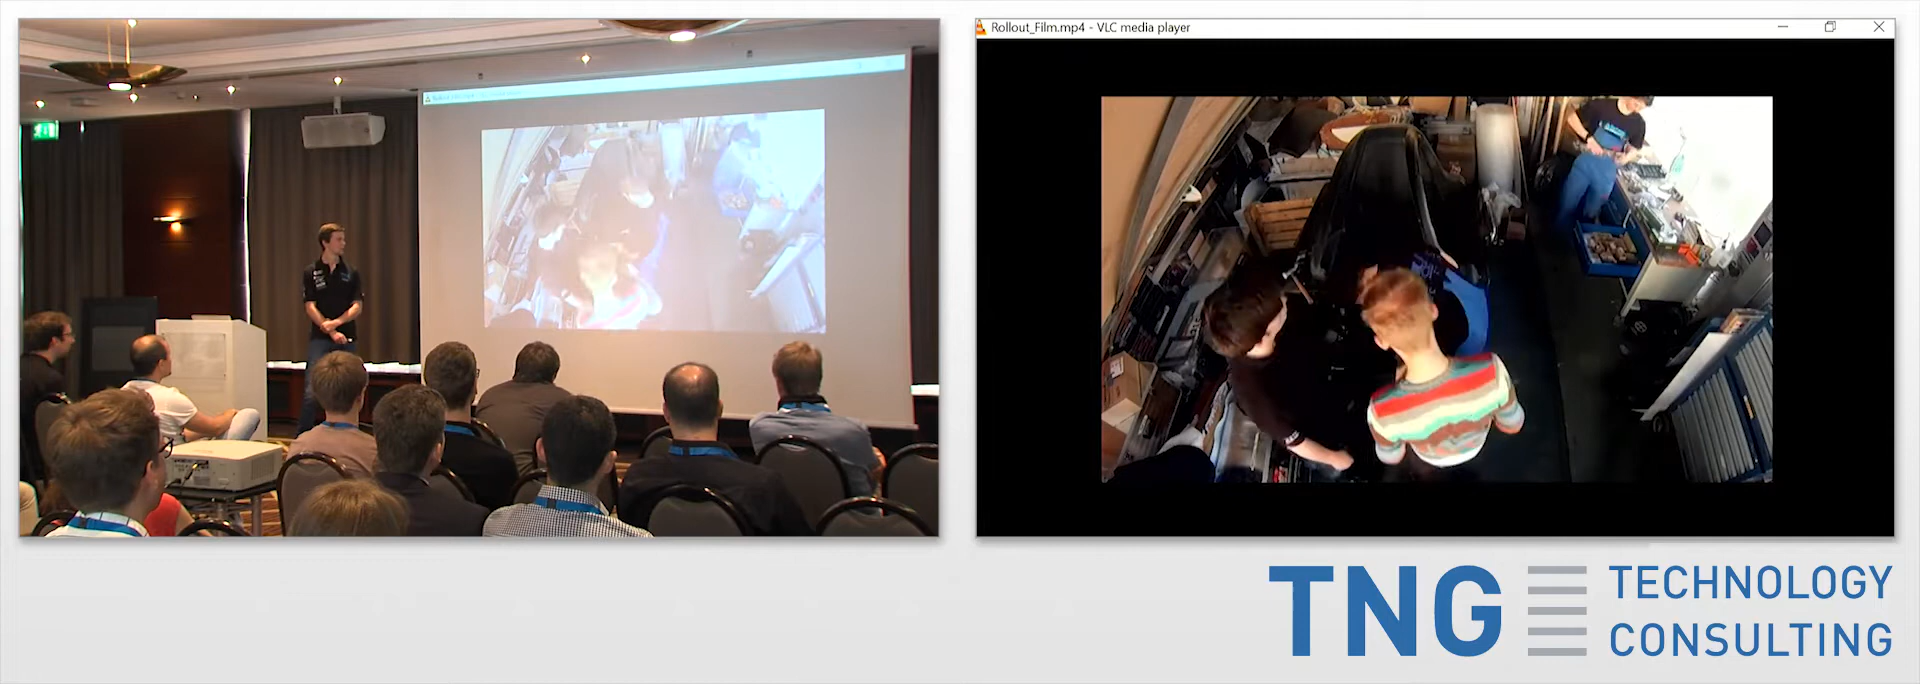 Rollout_Film.mp4 - VLC media player
TNG TECHNOLOGY
CONSULTING